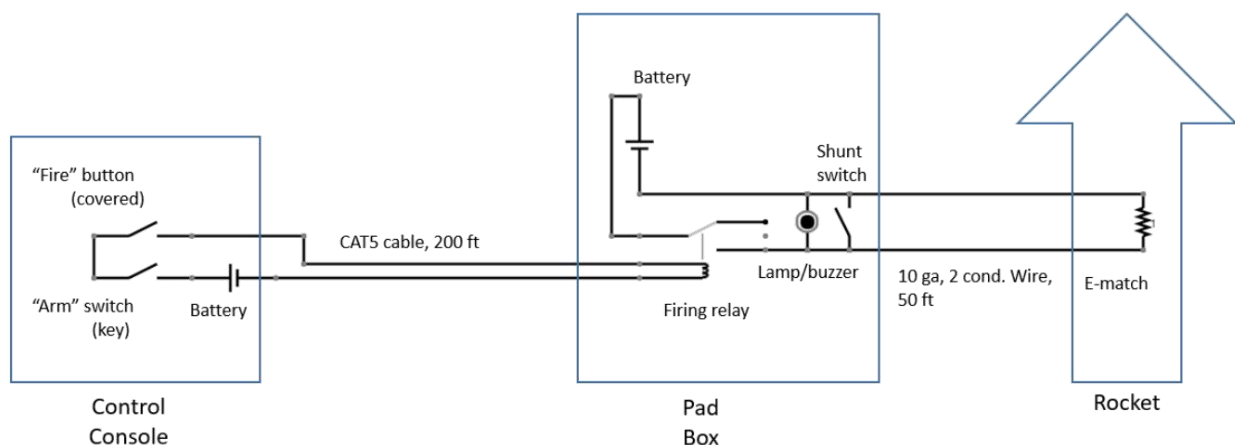 "Fire" button
(covered)
"Arm" switch
(key)
Battery
Control
Console
CAT5 cable, 200 ft
Battery
Shunt
switch
Lamp/buzzer
Firing relay
Pad
Box
10 ga, 2 cond. Wire,
50 ft
E-match
Rocket